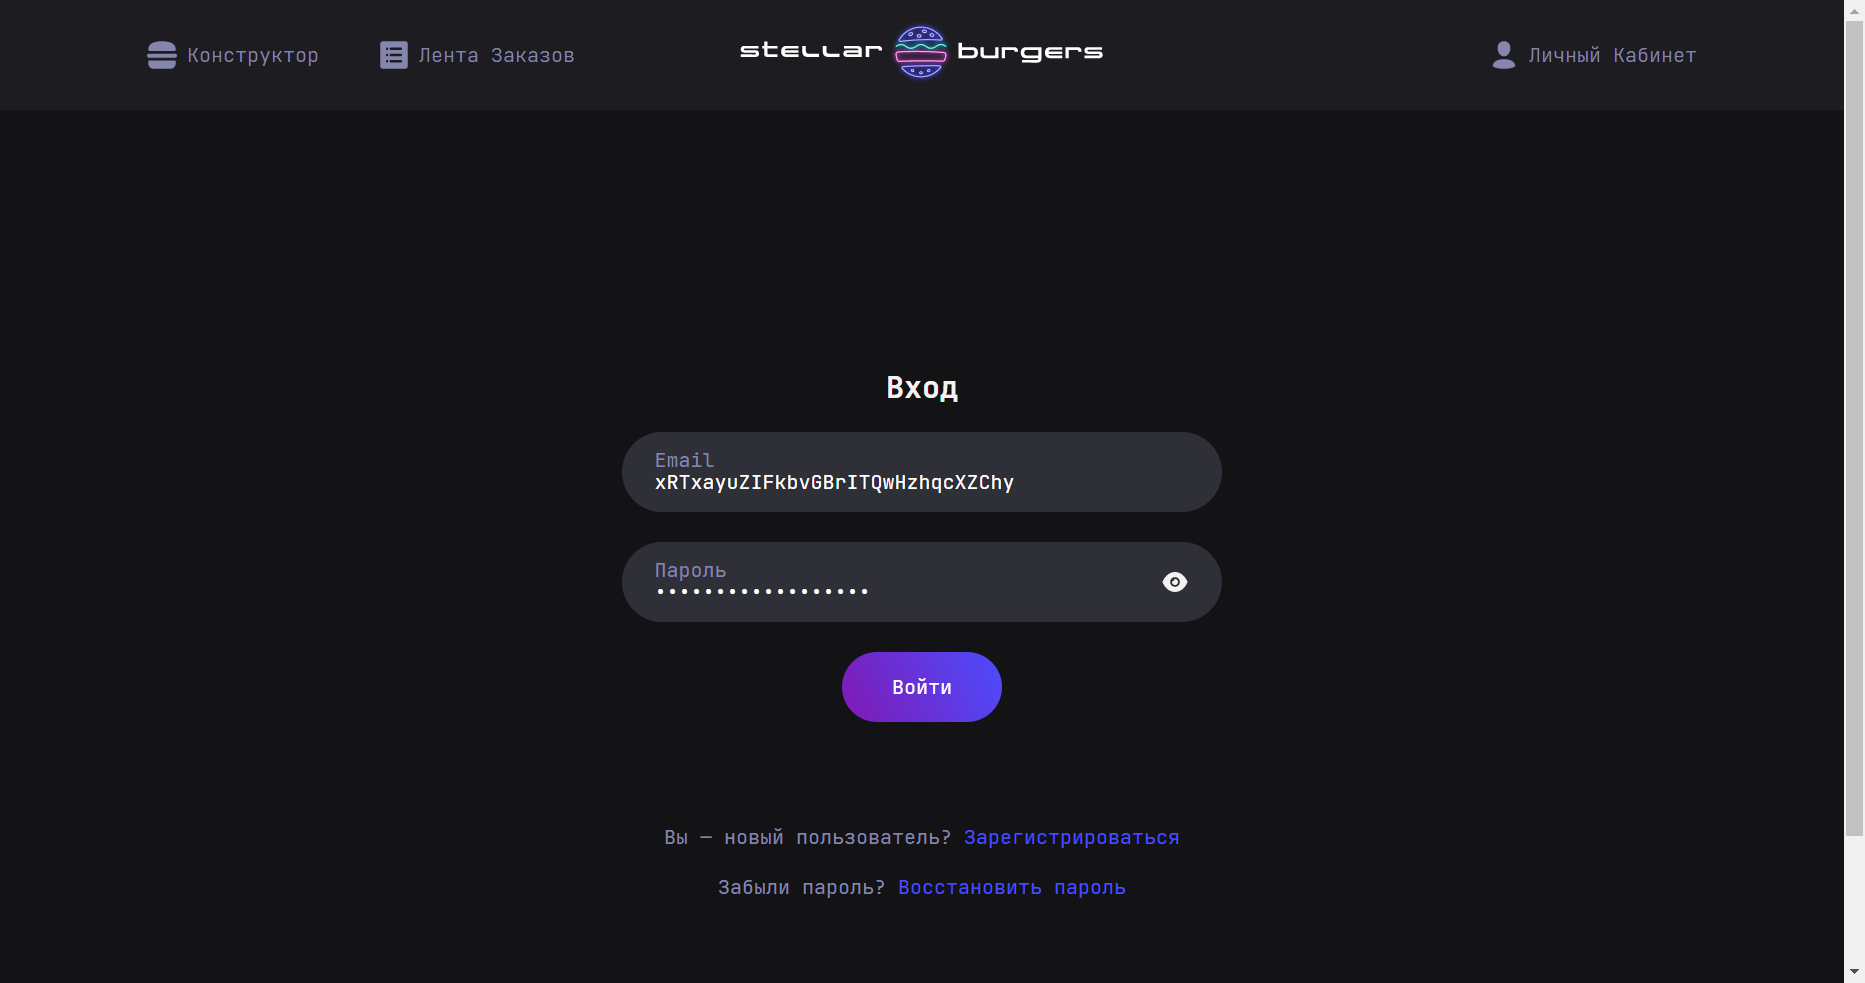 Конструктор
Лента Заказов
stellar burgers
Личный Кабинет
Вход
Email
xRTxayuZIFkbvGBrITQwHzhqcXZChy
Пароль
••••••••••••••••••
Войти
Вы — новый пользователь? Зарегистрироваться
Забыли пароль? Восстановить пароль